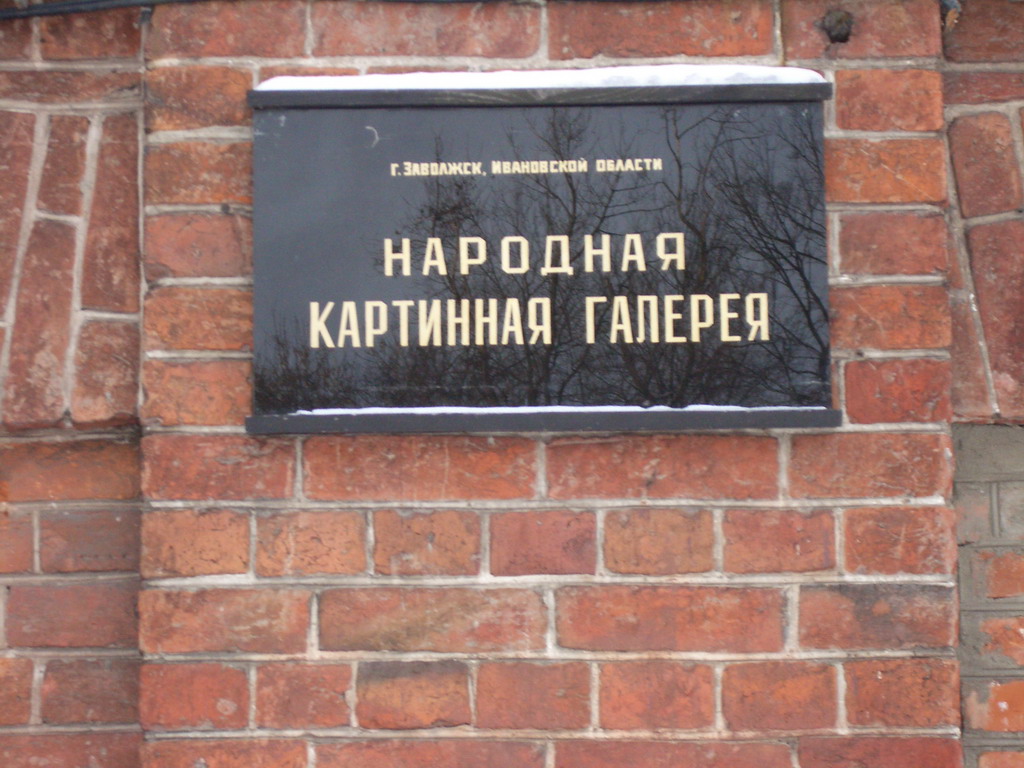 г. Заволжск, Ивановской области
НАРОДНАЯ
КАРТИННАЯ ГАЛЕРЕЯ